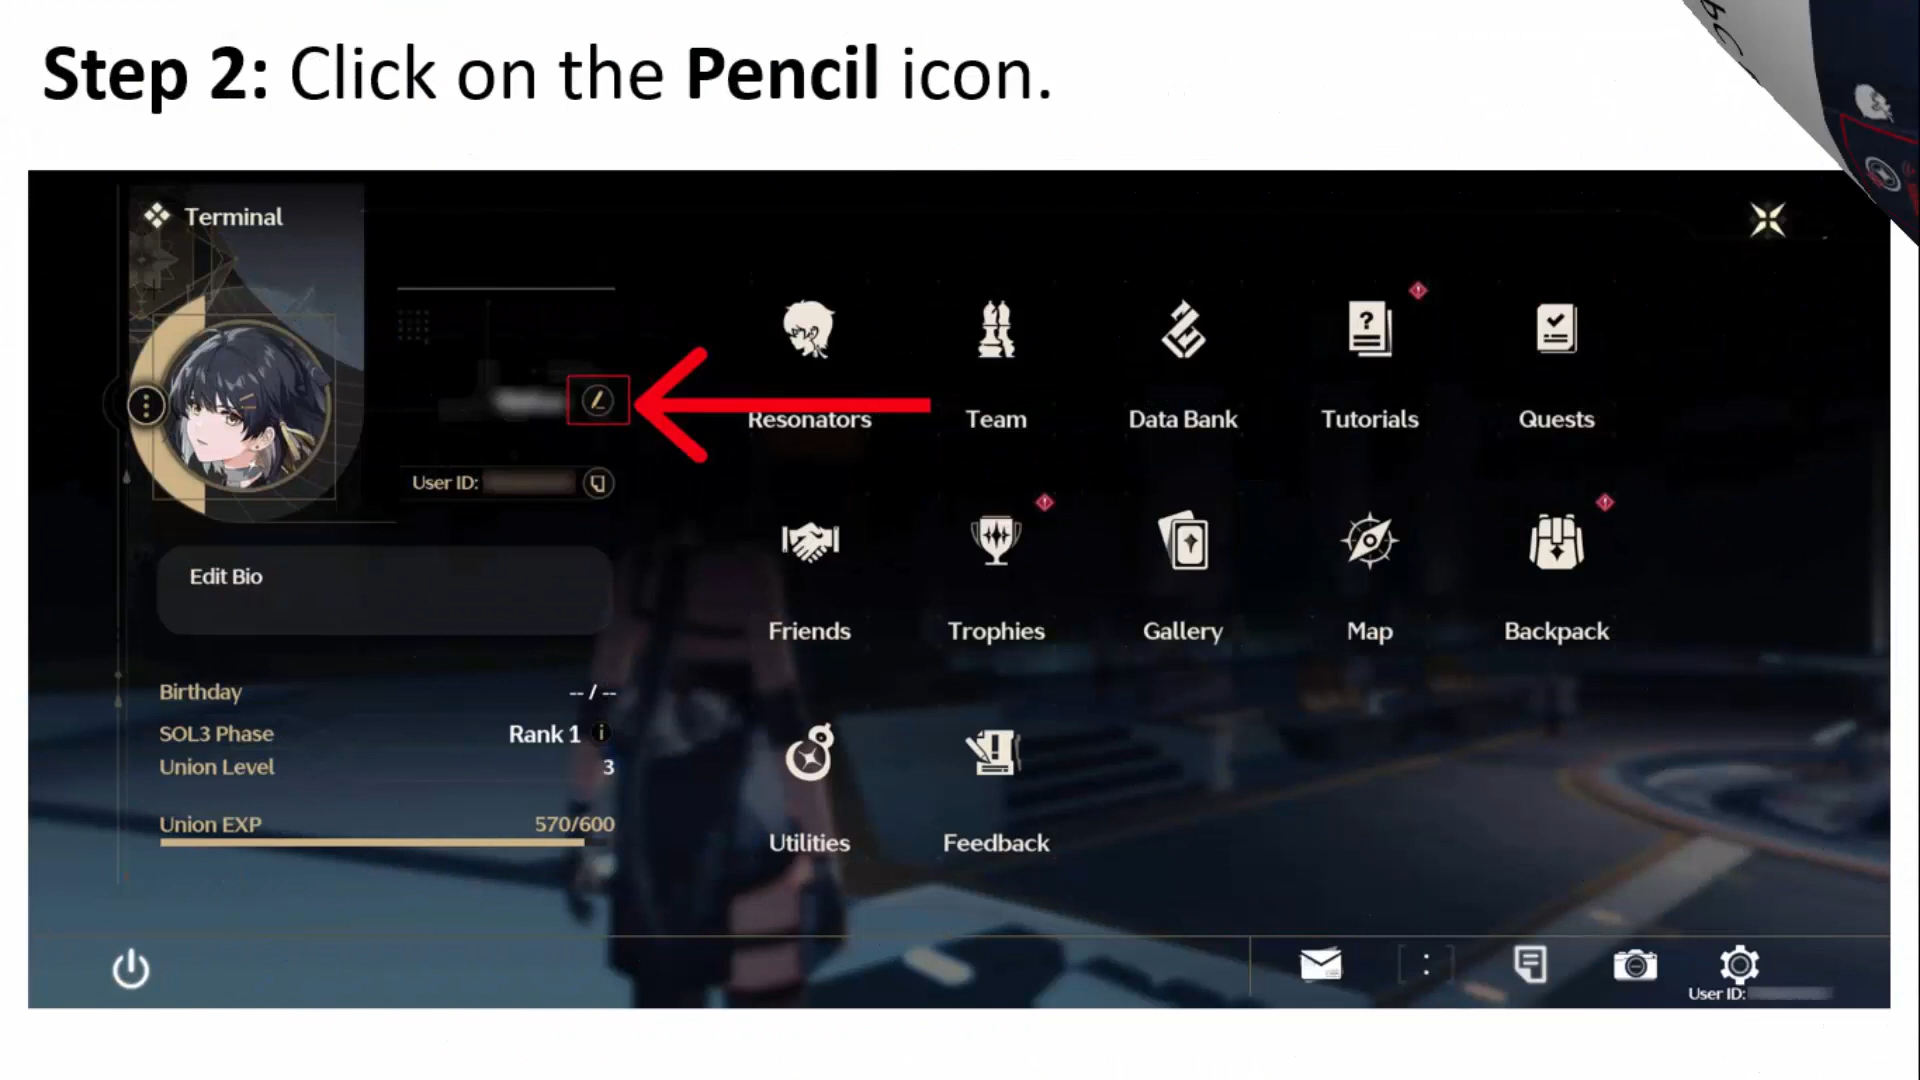 Step 2: Click on the Pencil icon.
Terminal
Resonators
Team
Data Bank
Tutorials
Quests
User ID:
Edit Bio
Friends
Trophies
Gallery
Map
Backpack
Birthday -- / --
SOL3 Phase Rank 1
Union Level 3
Union EXP 570/600
Utilities
Feedback
User ID: